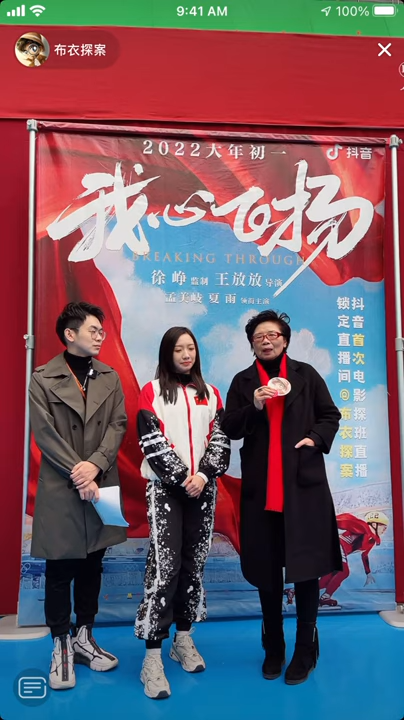 9:41 AM
100%
布衣探案
2022大年初一
抖音
我心飞扬
BREAKING THROUGH
徐峥 监制 王放放 导演
孟美岐 夏雨 领衔主演
抖音首次电影探班直播
锁定直播间@布衣探案